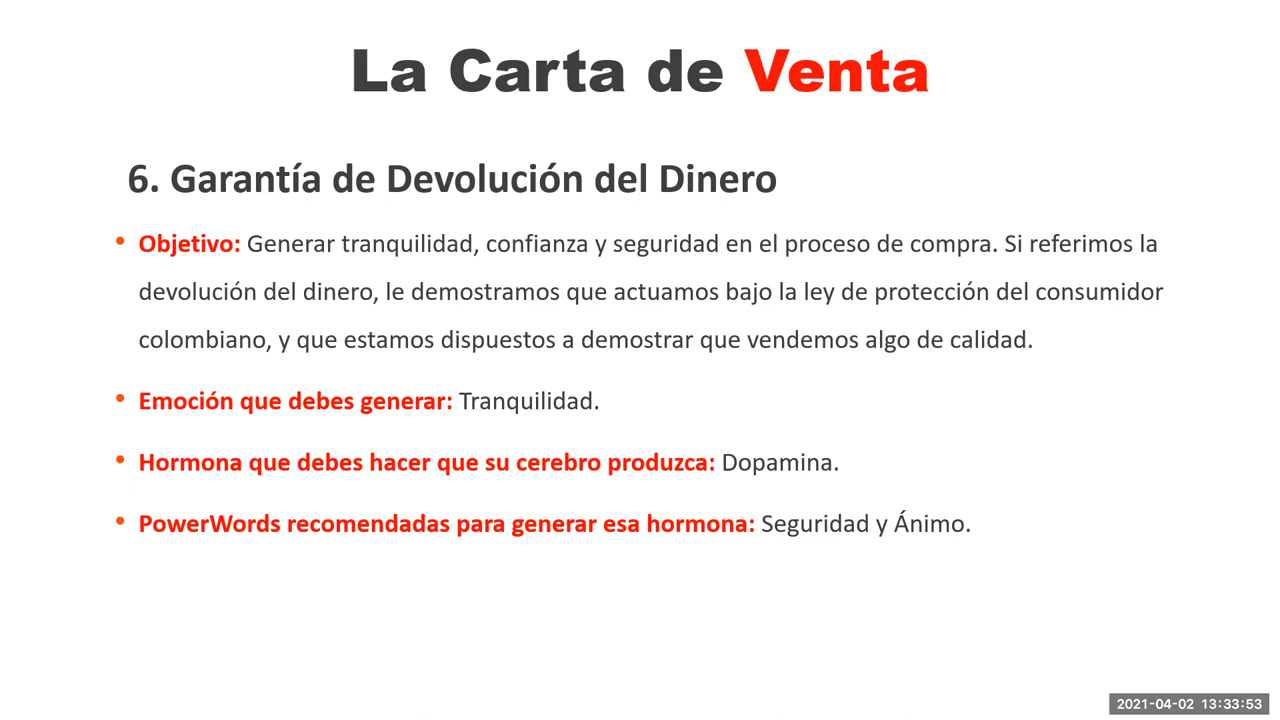 La Carta de Venta
6. Garantía de Devolución del Dinero
• Objetivo: Generar tranquilidad, confianza y seguridad en el proceso de compra. Si referimos la
devolución del dinero, le demostramos que actuamos bajo la ley de protección del consumidor
colombiano, y que estamos dispuestos a demostrar que vendemos algo de calidad.
• Emoción que debes generar: Tranquilidad.
• Hormona que debes hacer que su cerebro produzca: Dopamina.
• PowerWords recomendadas para generar esa hormona: Seguridad y Ánimo.
2021-04-02 13:33:53